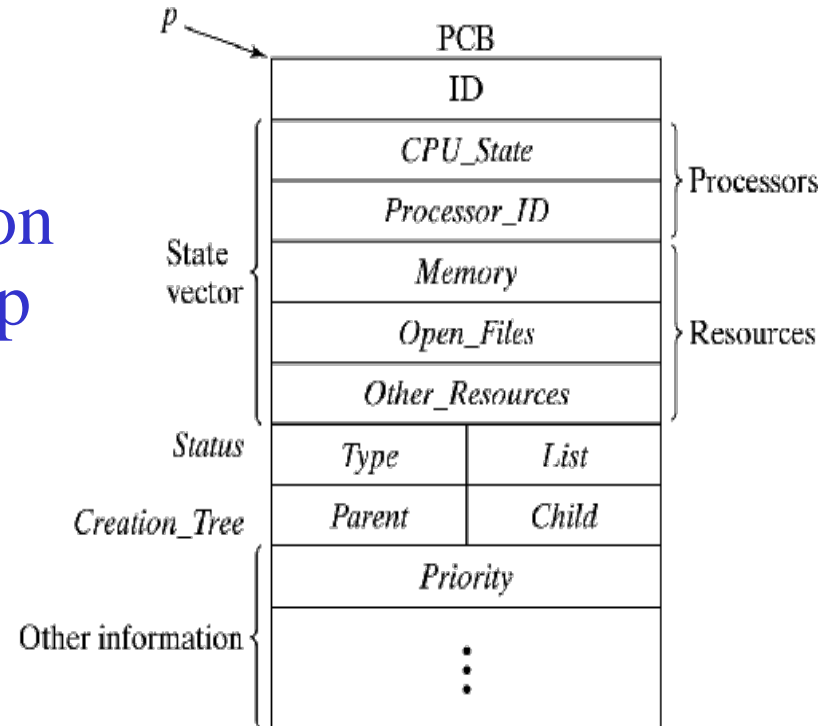 p
PCB
ID
CPU_State
Processor_ID
Processors
on
p
State
vector
Memory
Open_Files
Other_Resources
Resources
Status
Type List
Creation_Tree
Parent Child
Priority
Other information